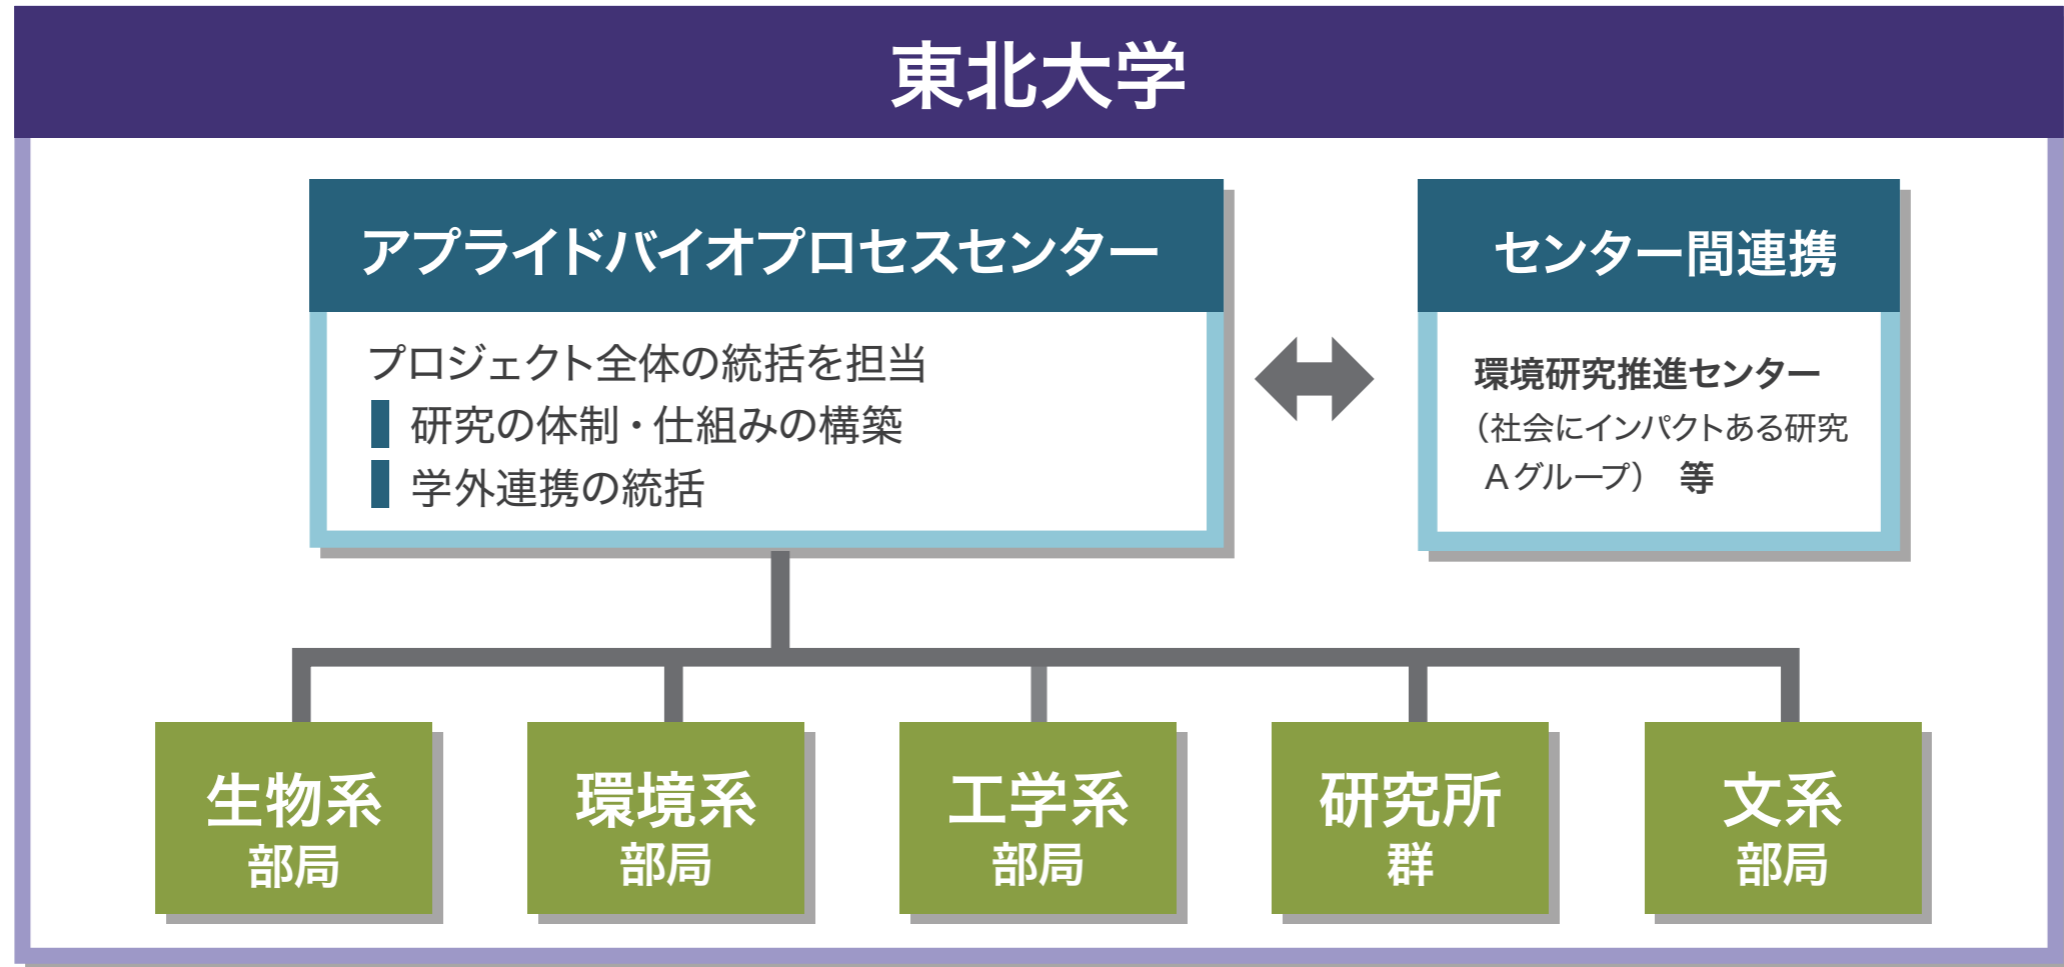 東北大学
アプライドバイオプロセスセンター
プロジェクト全体の統括を担当
研究の体制・仕組みの構築
学外連携の統括
センター間連携
環境研究推進センター
（社会にインパクトある研究
Aグループ） 等
生物系
部局
環境系
部局
工学系
部局
研究所
群
文系
部局